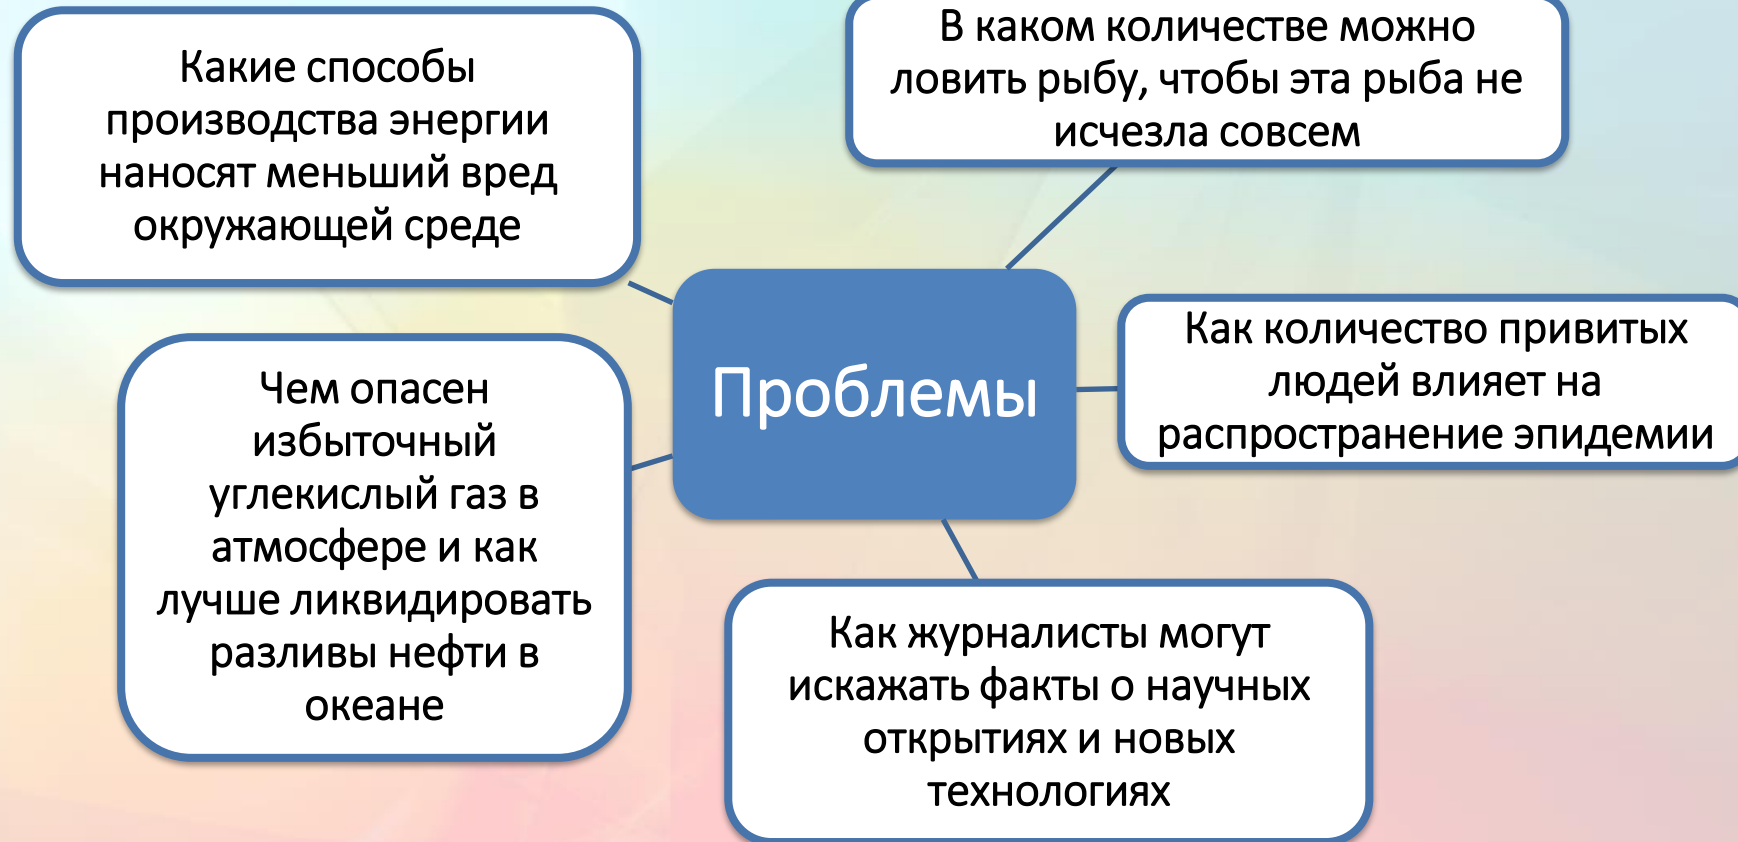 Какие способы
производства энергии
наносят меньший вред
окружающей среде
В каком количестве можно
ловить рыбу, чтобы эта рыба не
исчезла совсем
Проблемы
Как количество привитых
людей влияет на
распространение эпидемии
Чем опасен
избыточный
углекислый газ в
атмосфере и как
лучше ликвидировать
разливы нефти в
океане
Как журналисты могут
искажать факты о научных
открытиях и новых
технологиях